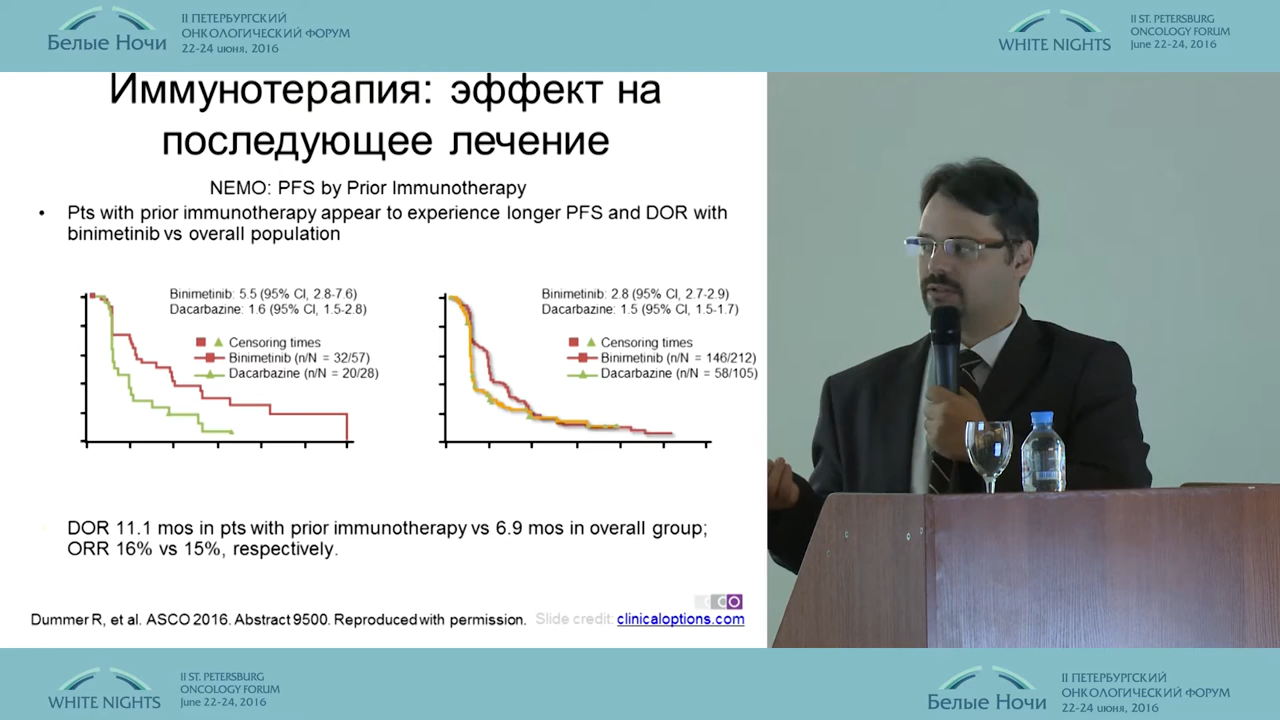 Белые Ночи
II ПЕТЕРБУРГСКИЙ
ОНКОЛОГИЧЕСКИЙ ФОРУМ
22-24 июня, 2016
WHITE NIGHTS
II ST. PETERSBURG
ONCOLOGY FORUM
June 22-24, 2016
Иммунотерапия: эффект на
последующее лечение
NEMO: PFS by Prior Immunotherapy
• Pts with prior immunotherapy appear to experience longer PFS and DOR with
binimetinib vs overall population
Binimetinib: 5.5 (95% CI, 2.8-7.6)
Dacarbazine: 1.6 (95% CI, 1.5-2.8)
Censoring times
Binimetinib (n/N = 32/57)
Dacarbazine (n/N = 20/28)
Binimetinib: 2.8 (95% CI, 2.7-2.9)
Dacarbazine: 1.5 (95% CI, 1.5-1.7)
Censoring times
Binimetinib (n/N = 146/212)
Dacarbazine (n/N = 58/105)
DOR 11.1 mos in pts with prior immunotherapy vs 6.9 mos in overall group;
ORR 16% vs 15%, respectively.
Dummer R, et al. ASCO 2016. Abstract 9500. Reproduced with permission.
Slide credit: clinicaloptions.com
WHITE NIGHTS
II ST. PETERSBURG
ONCOLOGY FORUM
June 22-24, 2016
Белые Ночи
II ПЕТЕРБУРГСКИЙ
ОНКОЛОГИЧЕСКИЙ ФОРУМ
22-24 июня, 2016